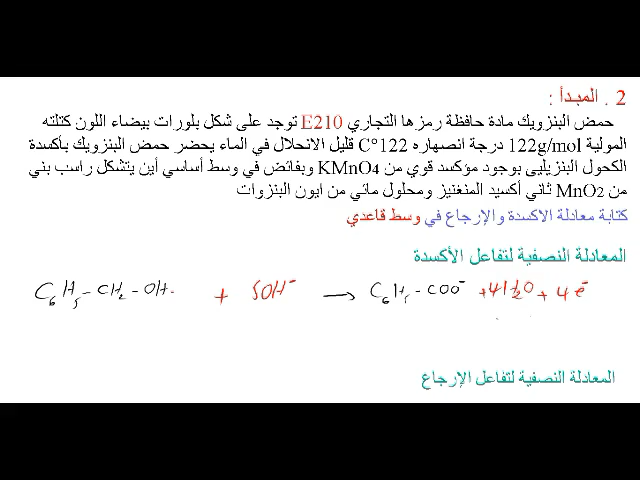 2 . المبدأ :
حمض البنزويك مادة حافظة رمزها التجاري E210 توجد على شكل بلورات بيضاء اللون كتلته
المولية 122g/mol درجة انصهاره 122°C قليل الانحلال في الماء يحضر حمض البنزويك بأكسدة
الكحول البنزيليى بوجود مؤكسد قوي من KMnO4 وبفائض في وسط أساسي أين يتشكل راسب بني
من MnO2 ثاني أكسيد المنغنيز ومحلول مائي من ايون البنزوات
كتابة معادلة الاكسدة والإرجاع في وسط قاعدي
المعادلة النصفية لتفاعل الأكسدة
C6H5-CH2-OH + 5OH- → C6H5-COO- +4H2O+ 4e-
المعادلة النصفية لتفاعل الإرجاع